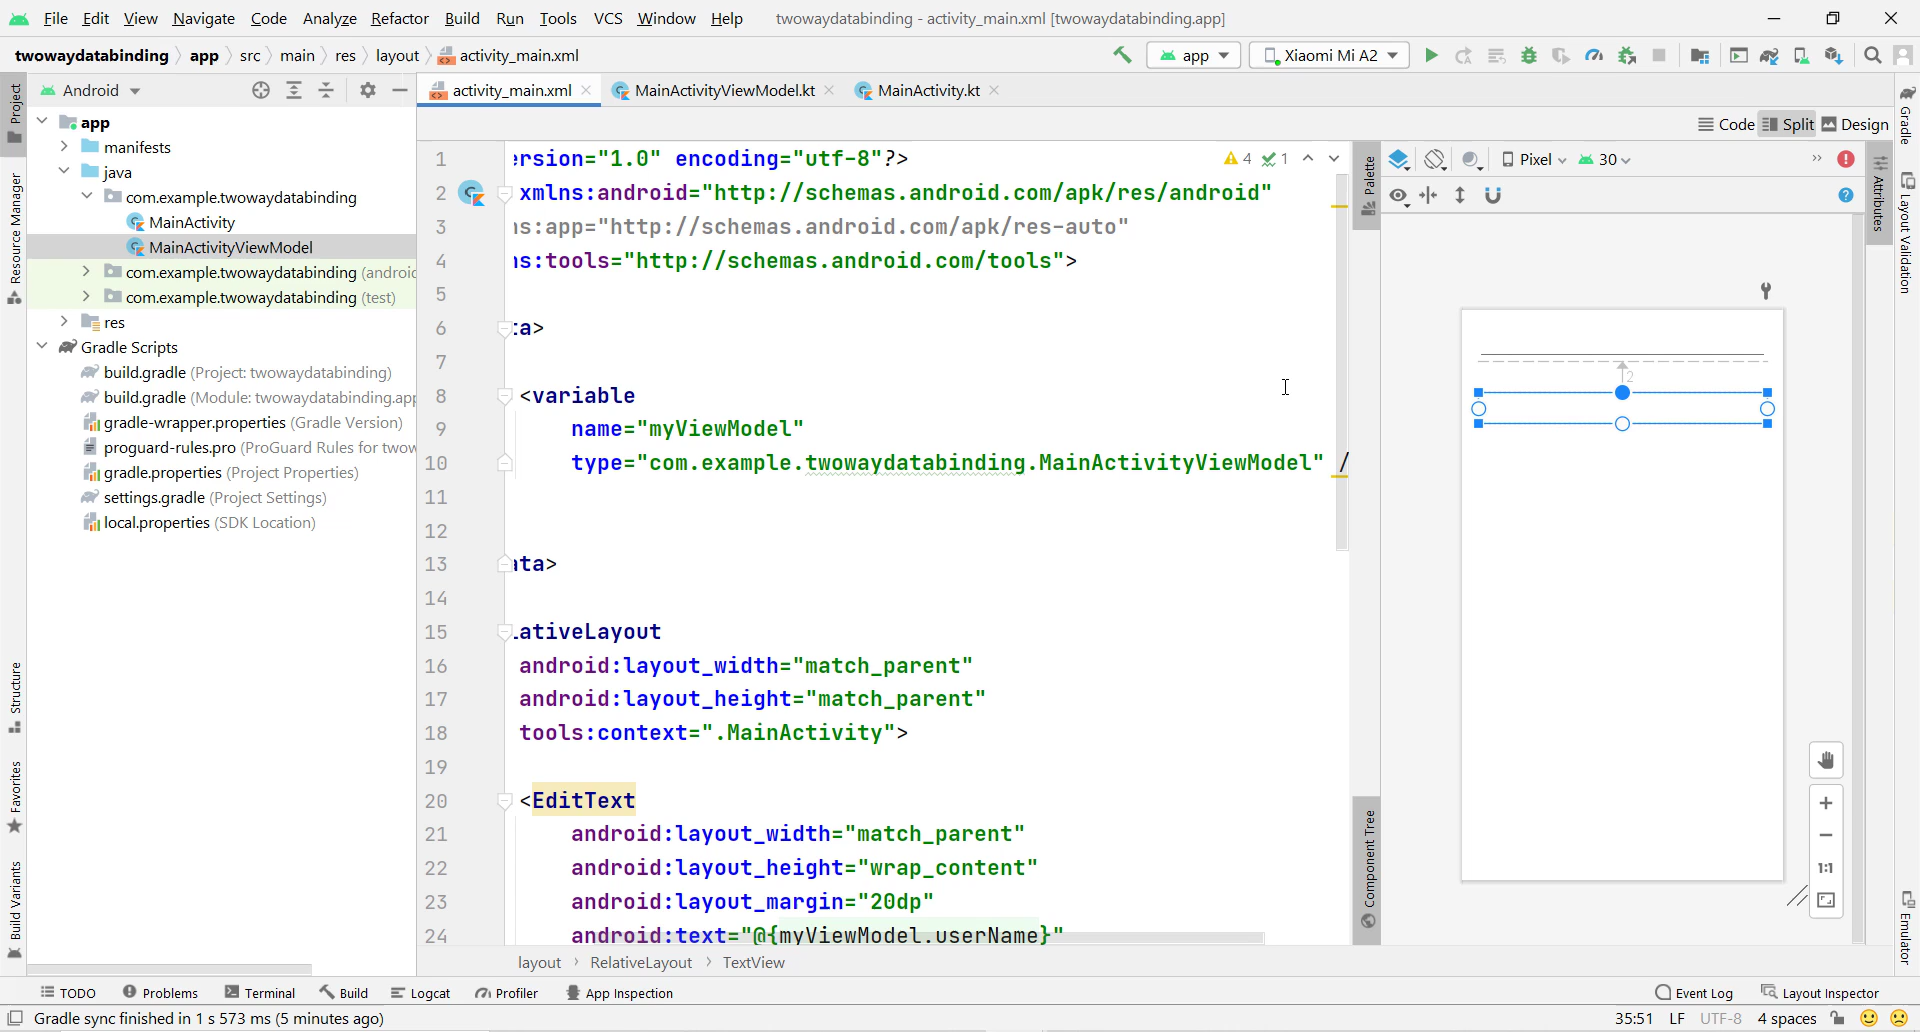 File Edit View Navigate Code Analyze Refactor Build Run Tools VCS Window Help twowaydatabinding - activity_main.xml [twowaydatabinding.app]
twowaydatabinding app src main res layout activity_main.xml app Xiaomi Mi A2
Android
activity_main.xml MainActivityViewModel.kt MainActivity.kt
Code Split Design
Project
Resource Manager
Structure
Favorites
Build Variants
app
manifests
java
com.example.twowaydatabinding
MainActivity
MainActivityViewModel
com.example.twowaydatabinding (androic
com.example.twowaydatabinding (test)
res
Gradle Scripts
build.gradle (Project: twowaydatabinding)
build.gradle (Module: twowaydatabinding.app
gradle-wrapper.properties (Gradle Version)
proguard-rules.pro (ProGuard Rules for twow
gradle.properties (Project Properties)
settings.gradle (Project Settings)
local.properties (SDK Location)
4 1
1 ersion="1.0" encoding="utf-8"?>
2 xmlns:android="http://schemas.android.com/apk/res/android"
3 ns:app="http://schemas.android.com/apk/res-auto"
4 ns:tools="http://schemas.android.com/tools">
5
6 ta>
7
8 <variable
9 name="myViewModel"
10 type="com.example.twowaydatabinding.MainActivityViewModel" /
11
12
13 ata>
14
15 lativeLayout
16 android:layout_width="match_parent"
17 android:layout_height="match_parent"
18 tools:context=".MainActivity">
19
20 <EditText
21 android:layout_width="match_parent"
22 android:layout_height="wrap_content"
23 android:layout_margin="20dp"
24 android:text="@{myViewModel.userName}"
layout RelativeLayout TextView
Palette
Component Tree
Pixel 30
12
1:1
Attributes
Gradle
Layout Validation
Emulator
TODO Problems Terminal Build Logcat Profiler App Inspection Event Log Layout Inspector
Gradle sync finished in 1 s 573 ms (5 minutes ago) 35:51 LF UTF-8 4 spaces